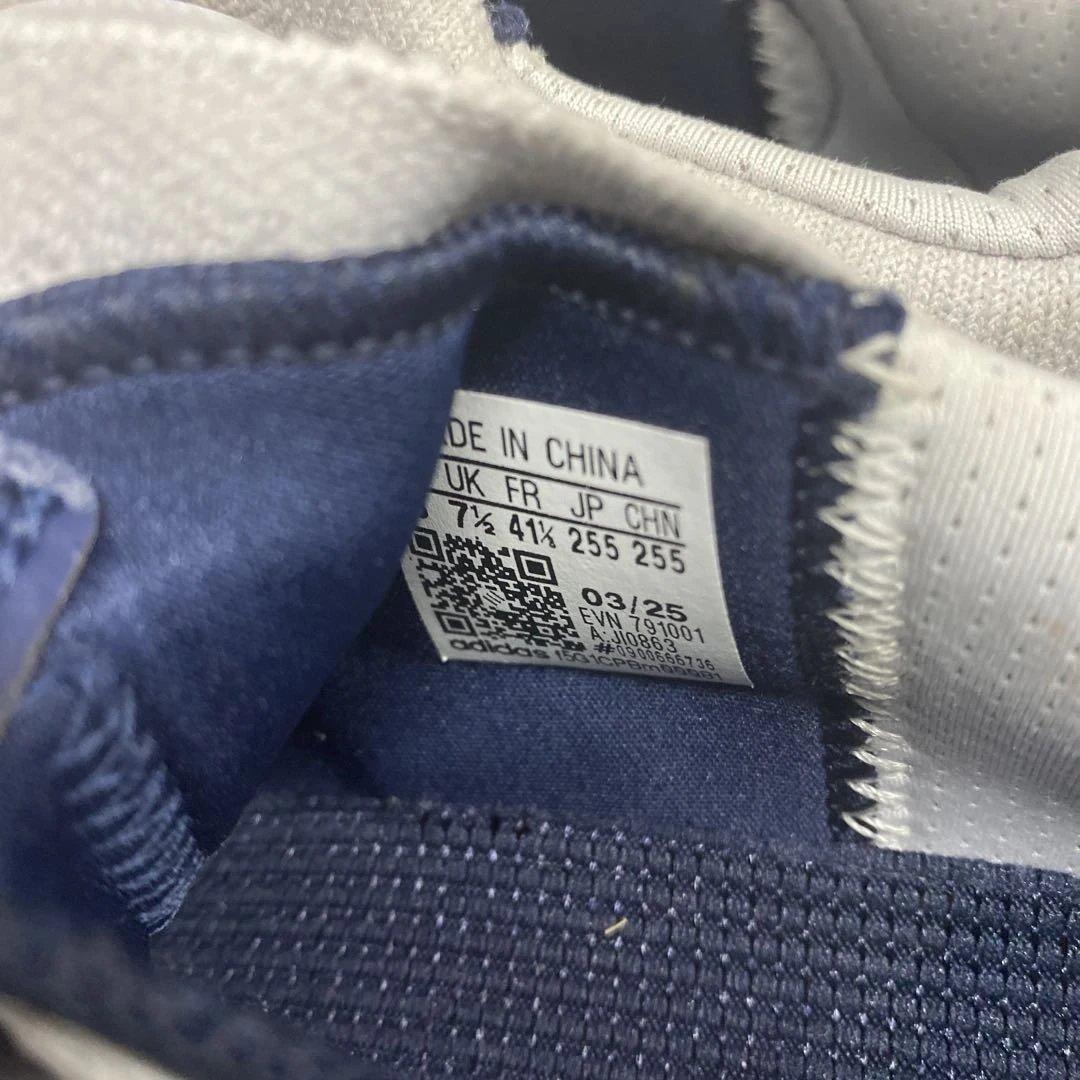 DE IN CHINA
UK FR JP CHN
7½ 41⅓ 255 255
03/25
EVN 791001
A.JI0863
#0900666736
adidas